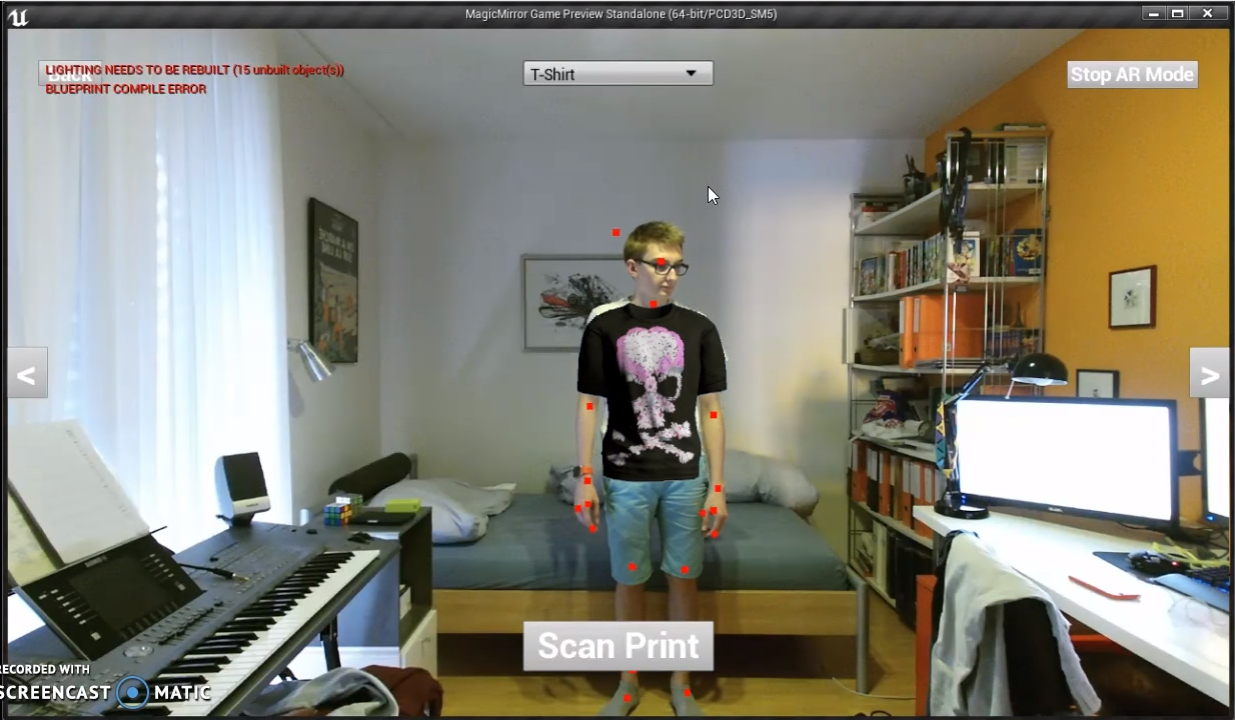 MagicMirror Game Preview Standalone (64-bit/PCD3D_SM5)
LIGHTING NEEDS TO BE REBUILT (15 unbuilt object(s))
Back
BLUEPRINT COMPILE ERROR
T-Shirt
Stop AR Mode
<
>
Scan Print
RECORDED WITH
SCREENCAST MATIC